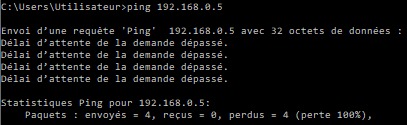 C:\Users\Utilisateur>ping 192.168.0.5
Envoi d'une requête 'Ping'  192.168.0.5 avec 32 octets de données :
Délai d'attente de la demande dépassé.
Délai d'attente de la demande dépassé.
Délai d'attente de la demande dépassé.
Délai d'attente de la demande dépassé.
Statistiques Ping pour 192.168.0.5:
    Paquets : envoyés = 4, reçus = 0, perdus = 4 (perte 100%),